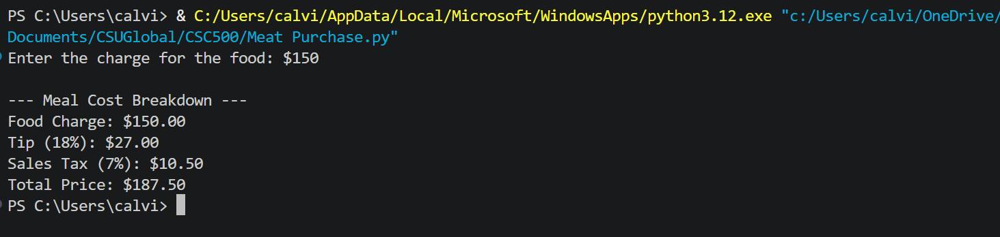 PS C:\Users\calvi> & C:/Users/calvi/AppData/Local/Microsoft/WindowsApps/python3.12.exe "c:/Users/calvi/OneDrive/
Documents/CSUGlobal/CSC500/Meat Purchase.py"
Enter the charge for the food: $150
--- Meal Cost Breakdown ---
Food Charge: $150.00
Tip (18%): $27.00
Sales Tax (7%): $10.50
Total Price: $187.50
PS C:\Users\calvi>